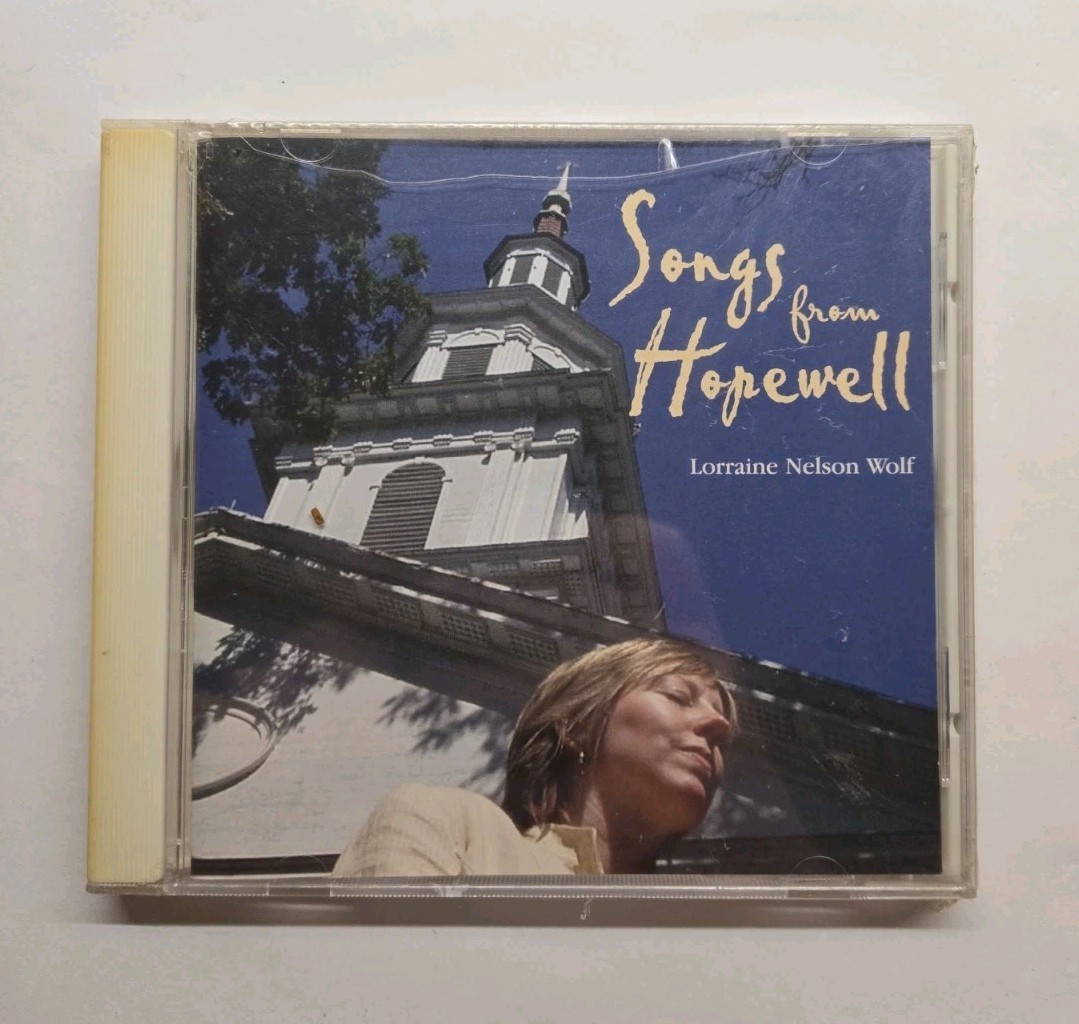 Songs
from
Hopewell
Lorraine Nelson Wolf